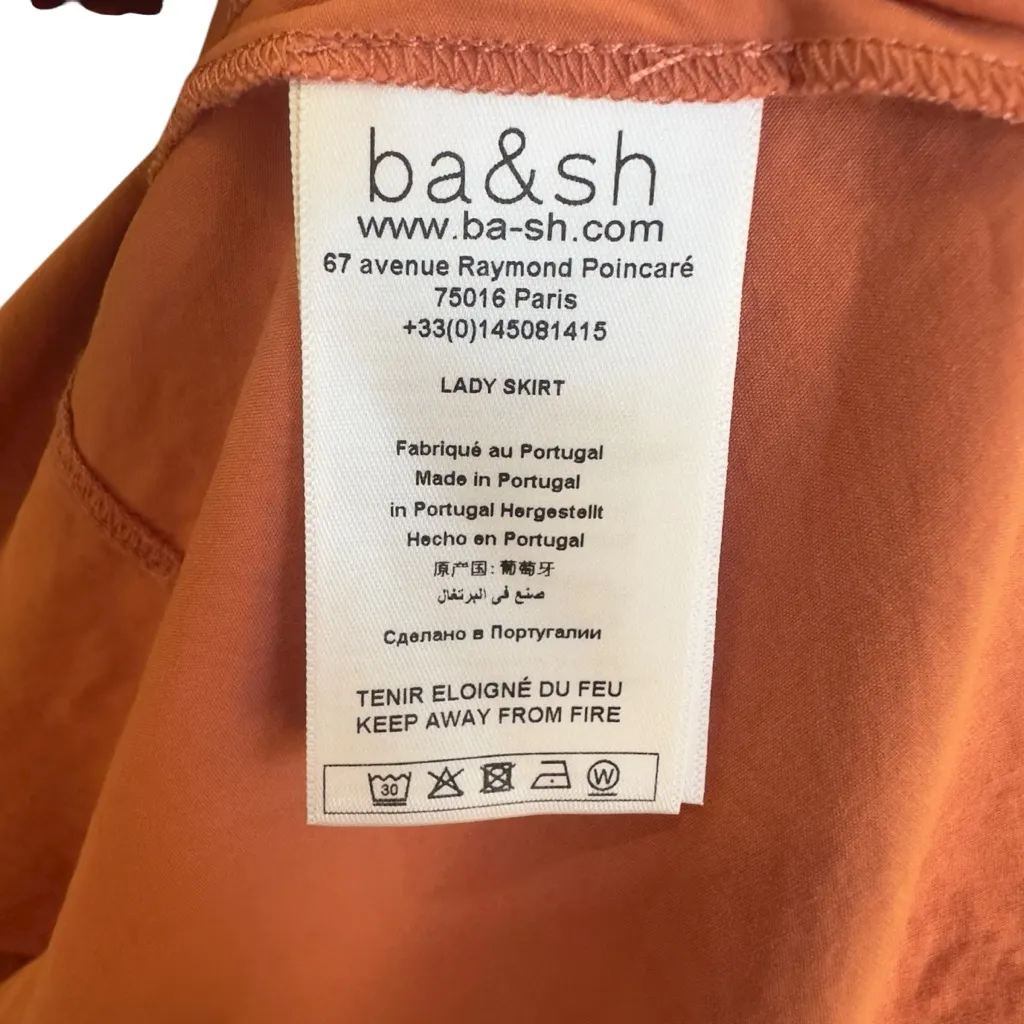 ba&sh
www.ba-sh.com
67 avenue Raymond Poincaré
75016 Paris
+33(0)145081415
LADY SKIRT
Fabriqué au Portugal
Made in Portugal
in Portugal Hergestellt
Hecho en Portugal
原产国:葡萄牙
صنع في البرتغال
Сделано в Португалии
TENIR ELOIGNÉ DU FEU
KEEP AWAY FROM FIRE
30 W